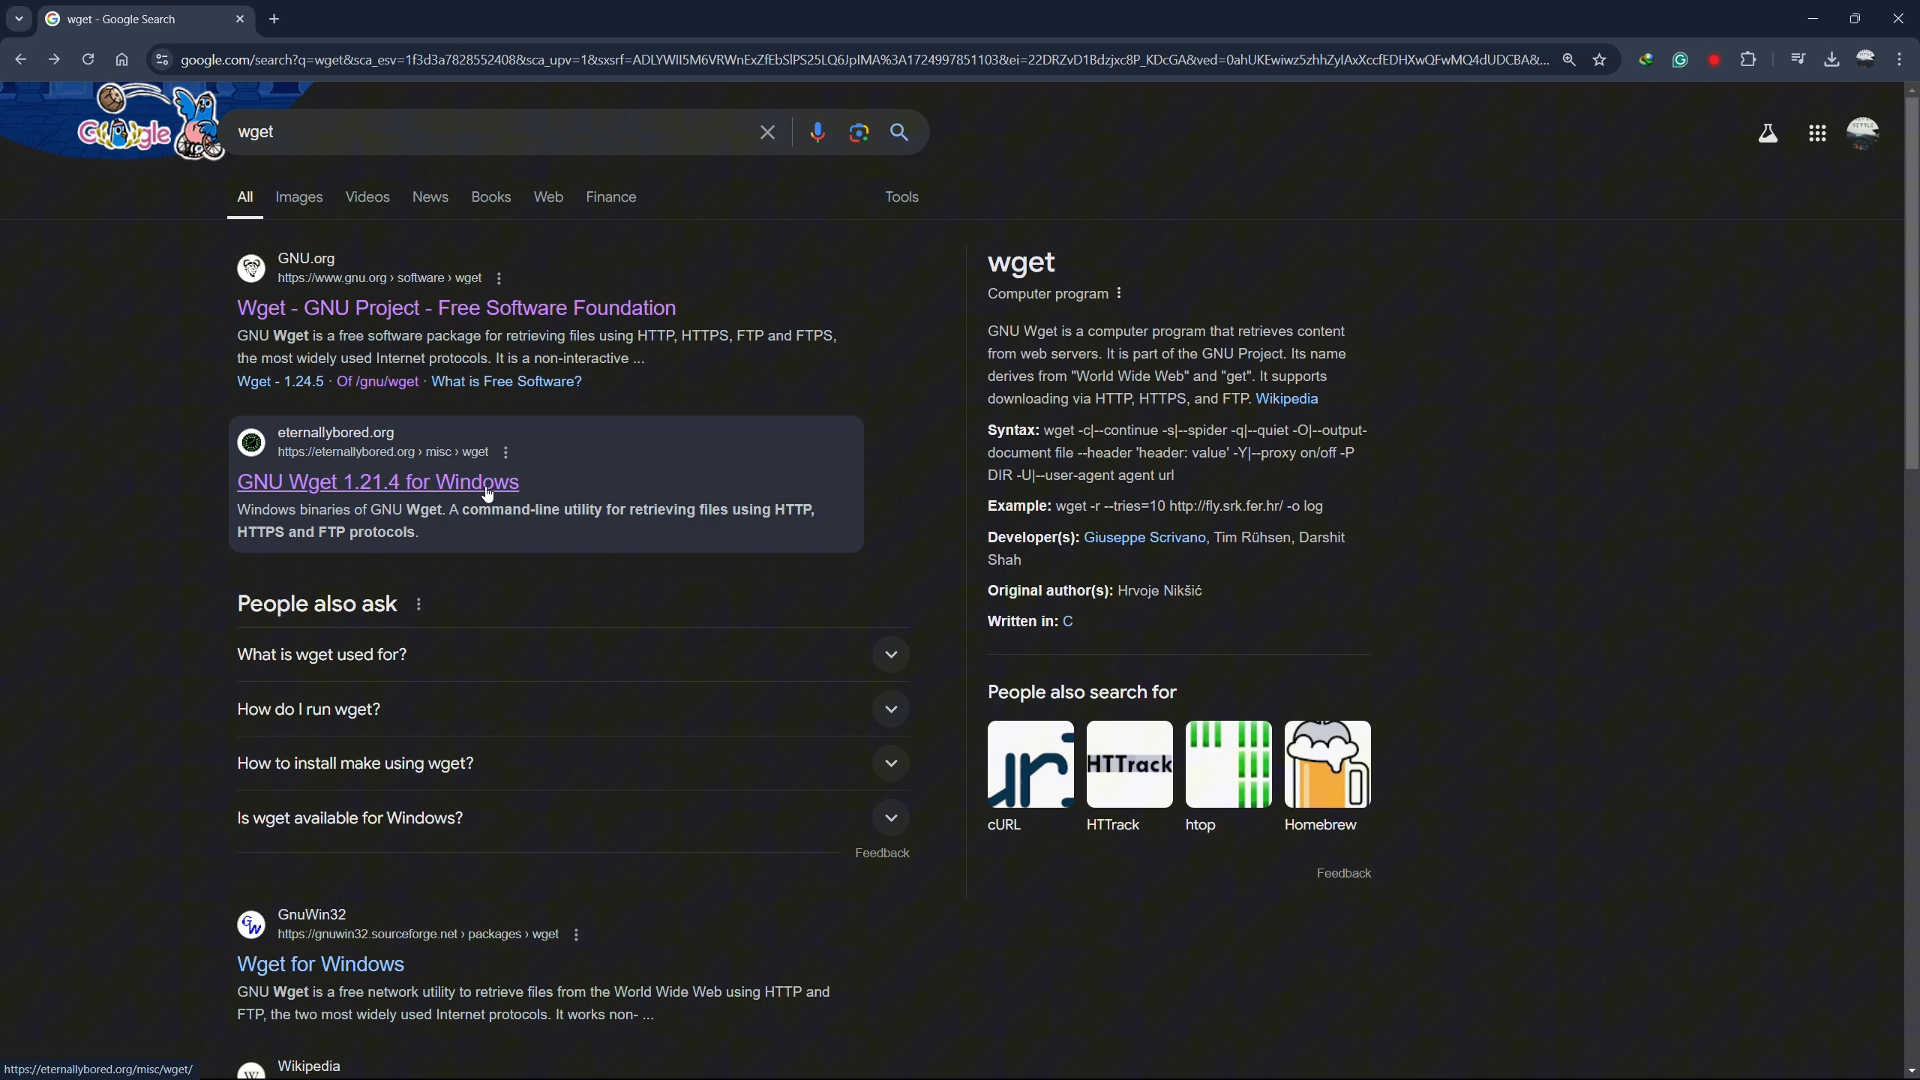 wget - Google Search
google.com/search?q=wget&sca_esv=1f3d3a7828552408&sca_upv=1&sxsrf=ADLYWII5M6VRWnExZfEbSlPS25LQ6JpIMA%3A1724997851103&ei=22DRZvD1Bdzjxc8P_KDcGA&ved=0ahUKEwiwz5zhhZyIAxXccfEDHXwQFwMQ4dUDCBA&...
Google
wget
All Images Videos News Books Web Finance Tools
GNU.org
https://www.gnu.org › software › wget
Wget - GNU Project - Free Software Foundation
GNU Wget is a free software package for retrieving files using HTTP, HTTPS, FTP and FTPS,
the most widely used Internet protocols. It is a non-interactive ...
Wget - 1.24.5 · Of /gnu/wget · What is Free Software?
eternallybored.org
https://eternallybored.org › misc › wget
GNU Wget 1.21.4 for Windows
Windows binaries of GNU Wget. A command-line utility for retrieving files using HTTP,
HTTPS and FTP protocols.
People also ask
What is wget used for?
How do I run wget?
How to install make using wget?
Is wget available for Windows?
Feedback
GnuWin32
https://gnuwin32.sourceforge.net › packages › wget
Wget for Windows
GNU Wget is a free network utility to retrieve files from the World Wide Web using HTTP and
FTP, the two most widely used Internet protocols. It works non- ...
Wikipedia
wget
Computer program
GNU Wget is a computer program that retrieves content
from web servers. It is part of the GNU Project. Its name
derives from "World Wide Web" and "get". It supports
downloading via HTTP, HTTPS, and FTP. Wikipedia
Syntax: wget -c|--continue -s|--spider -q|--quiet -O|--output-
document file --header 'header: value' -Y|--proxy on/off -P
DIR -U|--user-agent agent url
Example: wget -r --tries=10 http://fly.srk.fer.hr/ -o log
Developer(s): Giuseppe Scrivano, Tim Rühsen, Darshit
Shah
Original author(s): Hrvoje Nikšić
Written in: C
People also search for
HTTrack
cURL HTTrack htop Homebrew
Feedback
https://eternallybored.org/misc/wget/